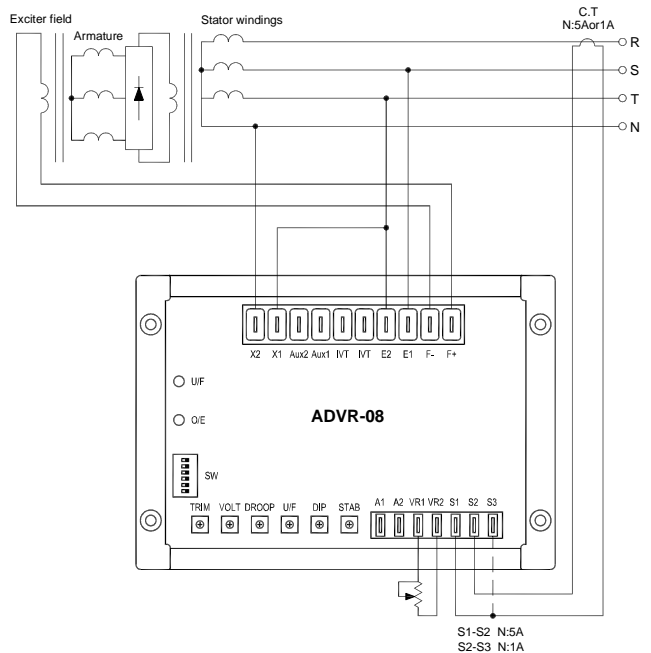 Exciter field
Armature
Stator windings
C.T
N:5Aor1A
R
S
T
N
X2 X1 Aux2 Aux1 IVT IVT E2 E1 F- F+
U/F
O/E
ADVR-08
SW
TRIM VOLT DROOP U/F DIP STAB
A1 A2 VR1 VR2 S1 S2 S3
S1-S2 N:5A
S2-S3 N:1A